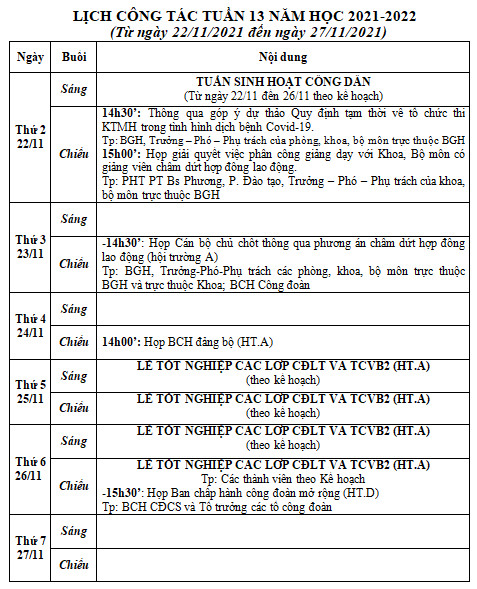 LỊCH CÔNG TÁC TUẦN 13 NĂM HỌC 2021-2022
(Từ ngày 22/11/2021 đến ngày 27/11/2021)
Ngày Buổi Nội dung
Thứ 2
22/11
Sáng
TUẦN SINH HOẠT CÔNG DÂN
(Từ ngày 22/11 đến 26/11 theo kế hoạch)
Chiều
14h30’: Thông qua góp ý dự thảo Quy định tạm thời về tổ chức thi
KTMH trong tình hình dịch bệnh Covid-19.
Tp: BGH, Trưởng – Phó – Phụ trách của phòng, khoa, bộ môn trực thuộc BGH
15h00’: Họp giải quyết việc phân công giảng dạy với Khoa, Bộ môn có
giảng viên chấm dứt hợp đồng lao động.
Tp: PHT PT Bs Phương, P. Đào tạo, Trưởng – Phó – Phụ trách của khoa,
bộ môn trực thuộc BGH
Thứ 3
23/11
Sáng
Chiều
-14h30’: Họp Cán bộ chủ chốt thông qua phương án chấm dứt hợp đồng
lao động (hội trường A)
Tp: BGH, Trưởng-Phó-Phụ trách các phòng, khoa, bộ môn trực thuộc
BGH và trực thuộc Khoa; BCH Công đoàn
Thứ 4
24/11
Sáng
Chiều
14h00’: Họp BCH đảng bộ (HT.A)
Thứ 5
25/11
Sáng
LỄ TỐT NGHIỆP CÁC LỚP CĐLT VÀ TCVB2 (HT.A)
(theo kế hoạch)
Chiều
LỄ TỐT NGHIỆP CÁC LỚP CĐLT VÀ TCVB2 (HT.A)
(theo kế hoạch)
Thứ 6
26/11
Sáng
LỄ TỐT NGHIỆP CÁC LỚP CĐLT VÀ TCVB2 (HT.A)
(theo kế hoạch)
Chiều
LỄ TỐT NGHIỆP CÁC LỚP CĐLT VÀ TCVB2 (HT.A)
Tp: Các thành viên theo Kế hoạch
-15h30’: Họp Ban chấp hành công đoàn mở rộng (HT.D)
Tp: BCH CĐCS và Tổ trưởng các tổ công đoàn
Thứ 7
27/11
Sáng
Chiều